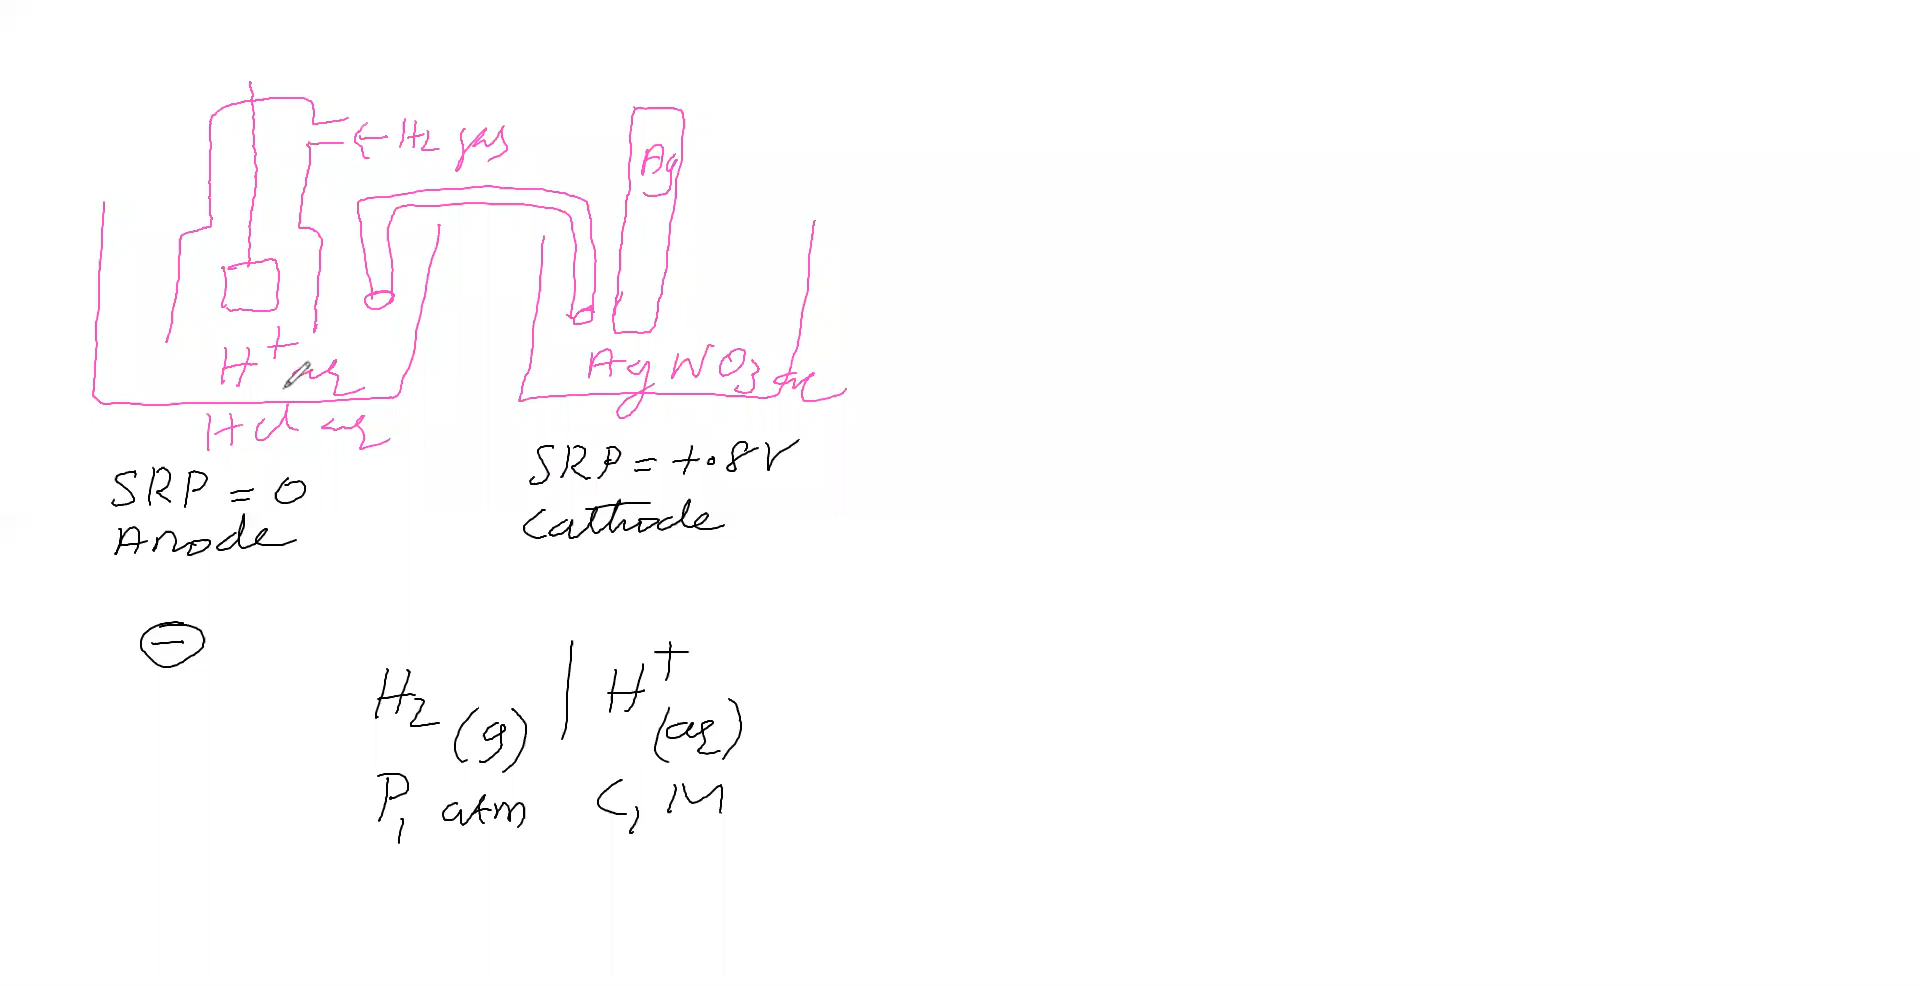 ← H2 gas
Ag
H+ aq
AgNO3 aq
HCl aq
SRP = 0
Anode
SRP = +.8V
Cathode
−
H2 (g) | H+ (aq)
P1 atm C1 M